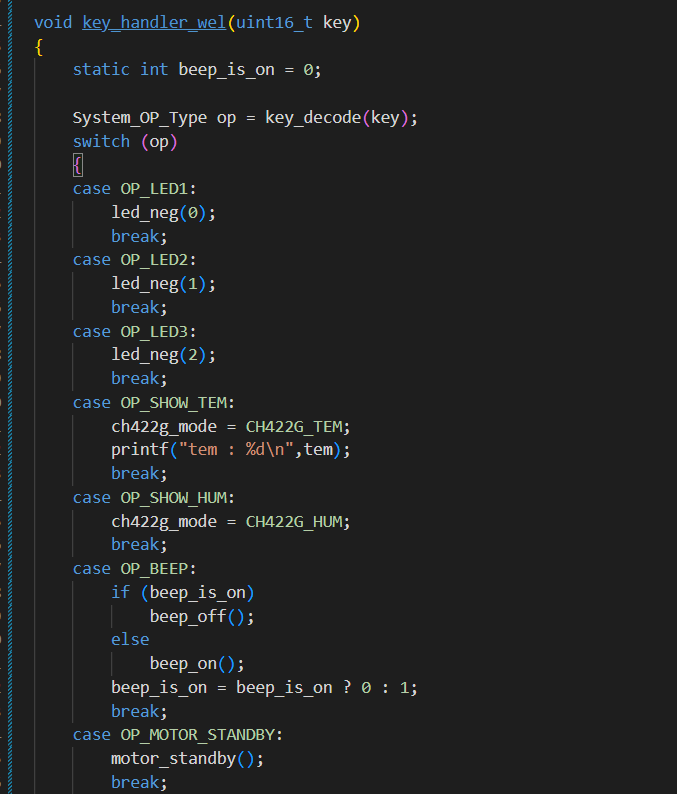 void key_handler_wel(uint16_t key)
{
    static int beep_is_on = 0;

    System_OP_Type op = key_decode(key);
    switch (op)
    {
    case OP_LED1:
        led_neg(0);
        break;
    case OP_LED2:
        led_neg(1);
        break;
    case OP_LED3:
        led_neg(2);
        break;
    case OP_SHOW_TEM:
        ch422g_mode = CH422G_TEM;
        printf("tem : %d\n",tem);
        break;
    case OP_SHOW_HUM:
        ch422g_mode = CH422G_HUM;
        break;
    case OP_BEEP:
        if (beep_is_on)
            beep_off();
        else
            beep_on();
        beep_is_on = beep_is_on ? 0 : 1;
        break;
    case OP_MOTOR_STANDBY:
        motor_standby();
        break;